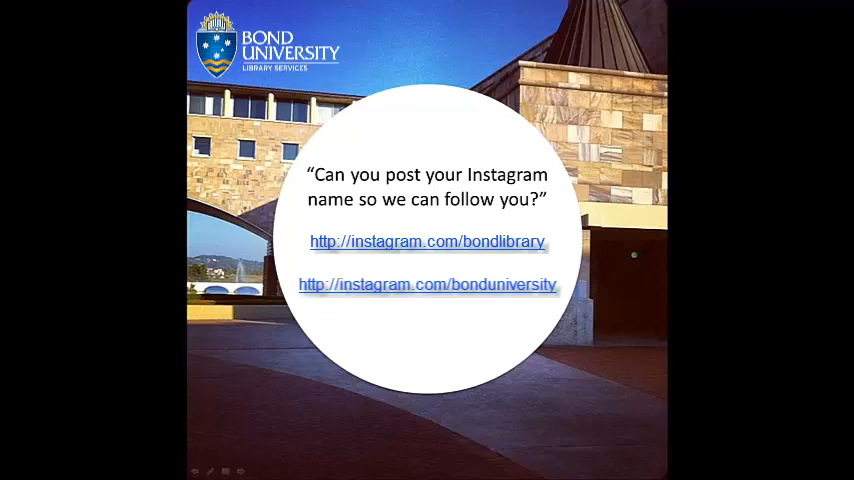 BOND
UNIVERSITY
LIBRARY SERVICES
“Can you post your Instagram
name so we can follow you?”
http://instagram.com/bondlibrary
http://instagram.com/bonduniversity